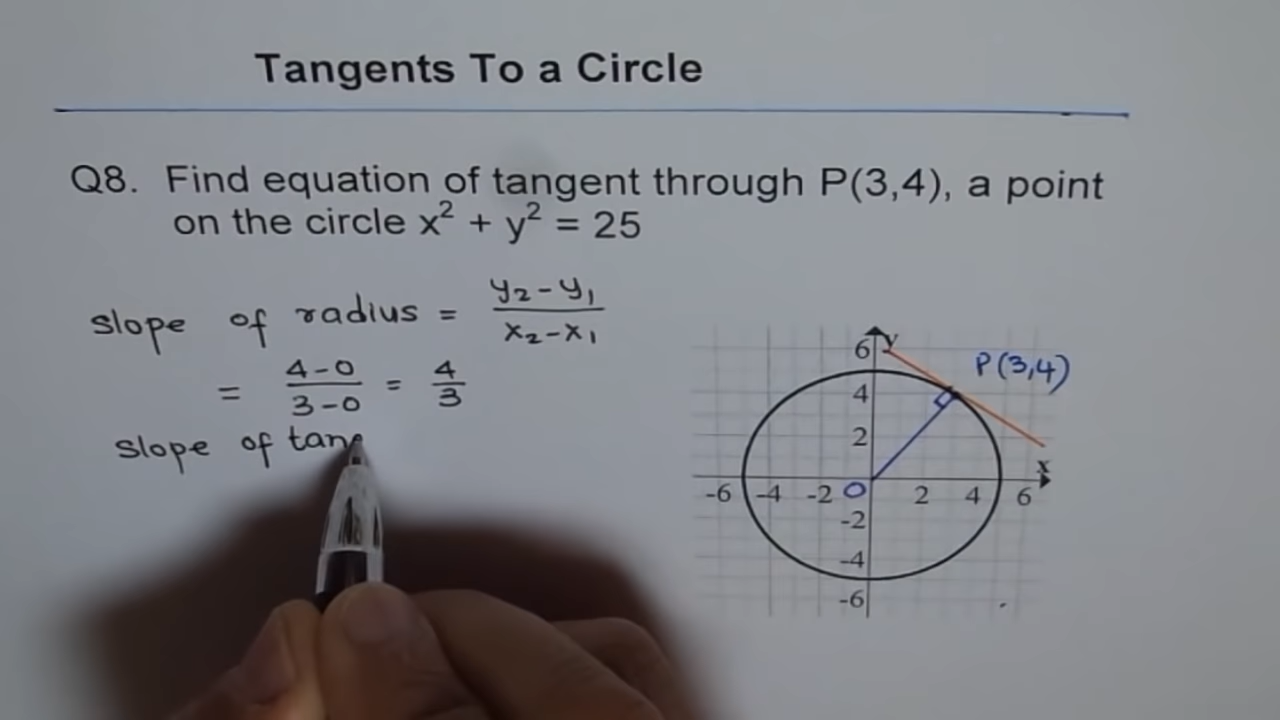 Tangents To a Circle
Q8. Find equation of tangent through P(3,4), a point
on the circle x² + y² = 25
slope of radius = y₂-y₁ / x₂-x₁
= 4-0 / 3-0 = 4/3
slope of tang
6 y P(3,4)
4
2
x
-6 -4 -2 O 2 4 6
-2
-4
-6